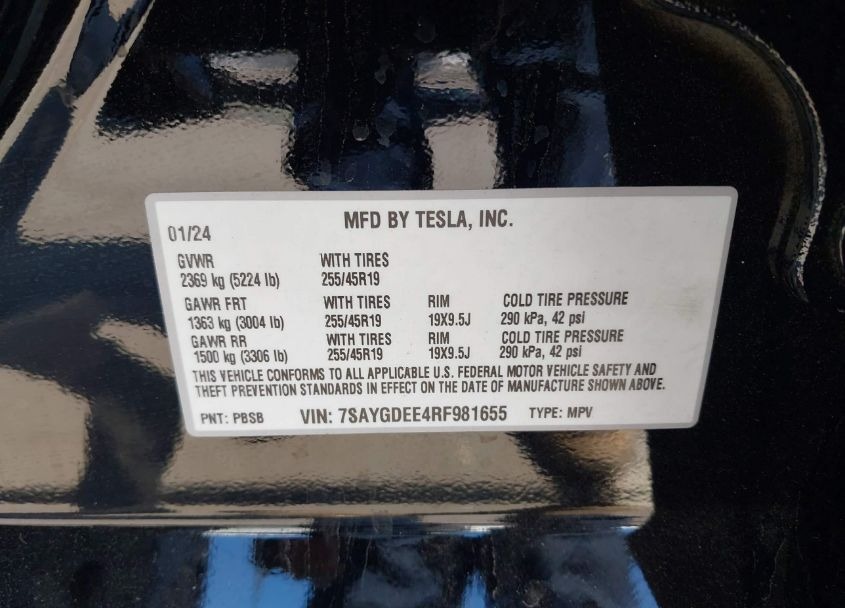 MFD BY TESLA, INC.
01/24
GVWR WITH TIRES
2369 kg (5224 lb) 255/45R19
GAWR FRT WITH TIRES RIM COLD TIRE PRESSURE
1363 kg (3004 lb) 255/45R19 19X9.5J 290 kPa, 42 psi
GAWR RR WITH TIRES RIM COLD TIRE PRESSURE
1500 kg (3306 lb) 255/45R19 19X9.5J 290 kPa, 42 psi
THIS VEHICLE CONFORMS TO ALL APPLICABLE U.S. FEDERAL MOTOR VEHICLE SAFETY AND
THEFT PREVENTION STANDARDS IN EFFECT ON THE DATE OF MANUFACTURE SHOWN ABOVE.
PNT: PBSB VIN: 7SAYGDEE4RF981655 TYPE: MPV